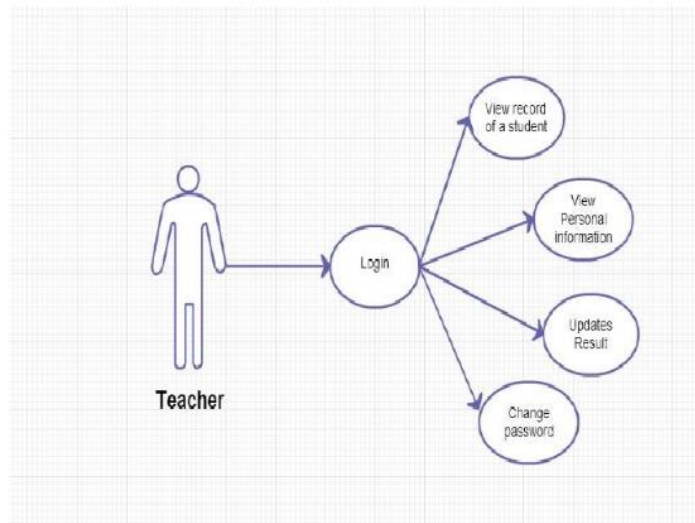 View record
of a student
View
Personal
information
Login
Updates
Result
Teacher
Change
password